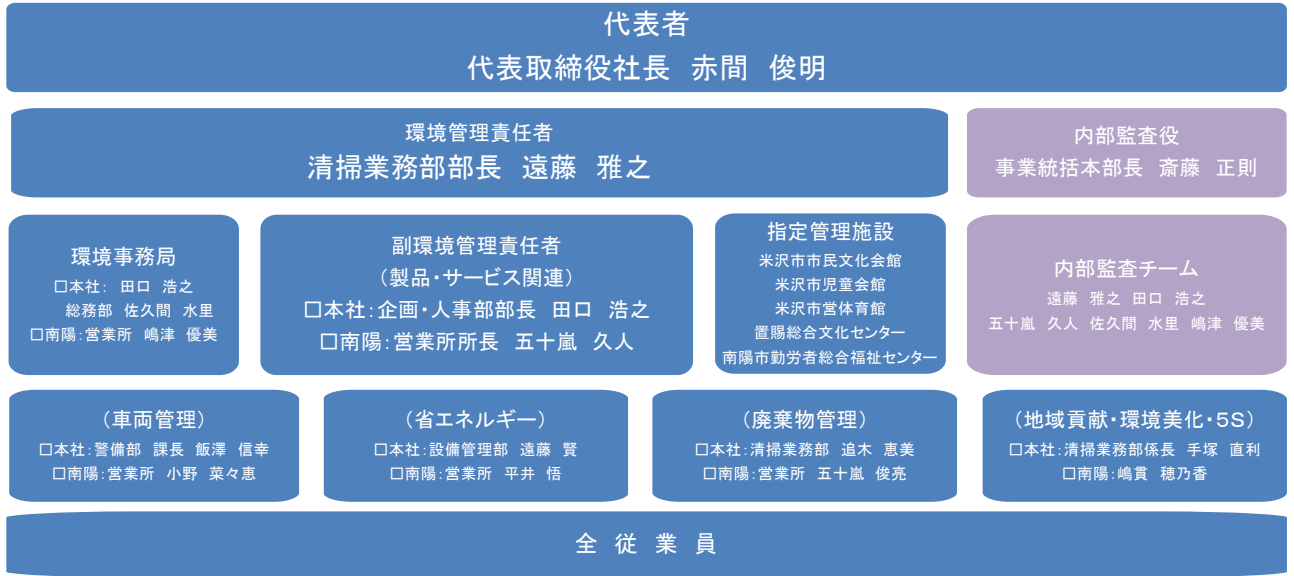 代表者
代表取締役社長 赤間 俊明
環境管理責任者
清掃業務部部長 遠藤 雅之
内部監査役
事業統括本部長 斎藤 正則
環境事務局
□本社: 田口 浩之
総務部 佐久間 水里
□南陽:営業所 嶋津 優美
副環境管理責任者
(製品・サービス関連)
□本社:企画・人事部部長 田口 浩之
□南陽:営業所所長 五十嵐 久人
指定管理施設
米沢市市民文化会館
米沢市児童会館
米沢市営体育館
置賜総合文化センター
南陽市勤労者総合福祉センター
内部監査チーム
遠藤 雅之 田口 浩之
五十嵐 久人 佐久間 水里 嶋津 優美
(車両管理)
□本社:警備部 課長 飯澤 信幸
□南陽:営業所 小野 菜々恵
(省エネルギー)
□本社:設備管理部 遠藤 賢
□南陽:営業所 平井 悟
(廃棄物管理)
□本社:清掃業務部 追木 恵美
□南陽:営業所 五十嵐 俊亮
(地域貢献・環境美化・5S)
□本社:清掃業務部係長 手塚 直利
□南陽:嶋貫 穂乃香
全 従 業 員